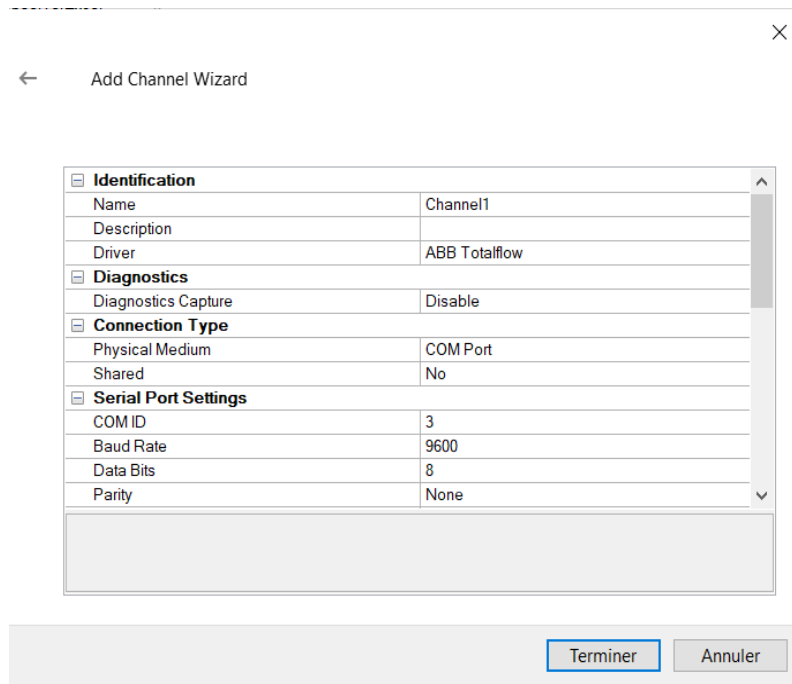 Add Channel Wizard
Identification
Name Channel1
Description
Driver ABB Totalflow
Diagnostics
Diagnostics Capture Disable
Connection Type
Physical Medium COM Port
Shared No
Serial Port Settings
COM ID 3
Baud Rate 9600
Data Bits 8
Parity None
Terminer Annuler